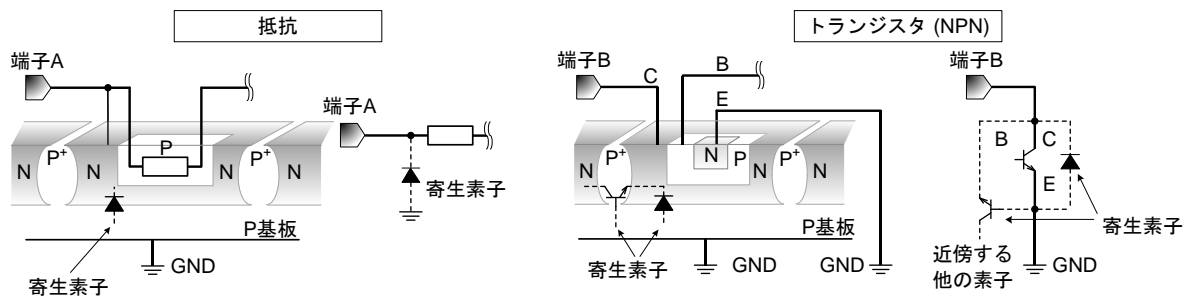 抵抗
トランジスタ (NPN)
端子A
端子A
P
N
P+
N
N
P+
N
寄生素子
P基板
GND
寄生素子
端子B
C
B
E
N
P+
N
N
P
N
P+
N
P基板
寄生素子
GND
GND
端子B
B
C
E
寄生素子
近傍する
他の素子
GND